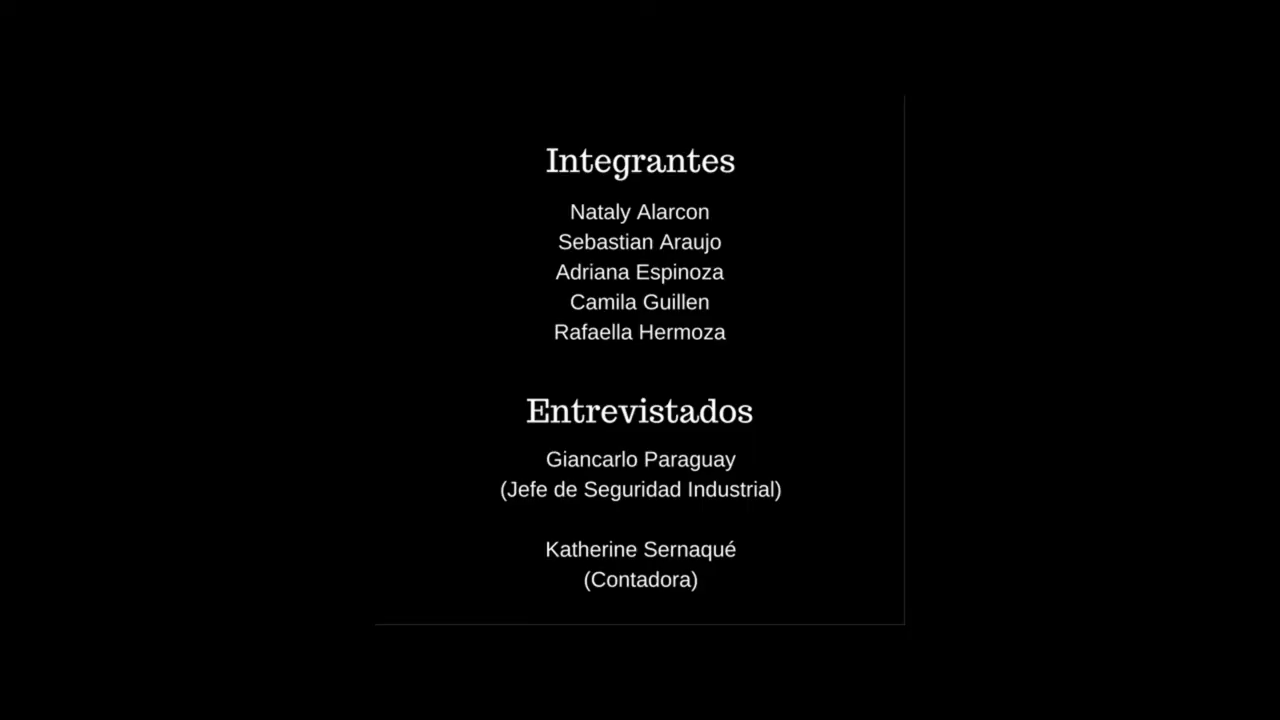 Integrantes
Nataly Alarcon
Sebastian Araujo
Adriana Espinoza
Camila Guillen
Rafaella Hermoza
Entrevistados
Giancarlo Paraguay
(Jefe de Seguridad Industrial)
Katherine Sernaqué
(Contadora)